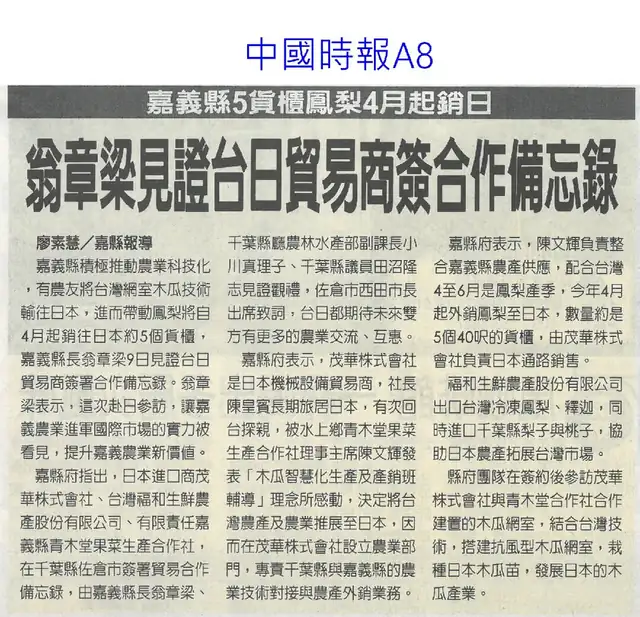 中國時報A8
嘉義縣5貨櫃鳳梨4月起銷日
翁章梁見證台日貿易商簽合作備忘錄
廖素慧／嘉縣報導
嘉義縣積極推動農業科技化
，有農友將台灣網室木瓜技術
輸往日本，進而帶動鳳梨將自
4月起銷往日本約5個貨櫃，
嘉義縣長翁章梁9日見證台日
貿易商簽署合作備忘錄。翁章
梁表示，這次赴日參訪，讓嘉
義農業進軍國際市場的實力被
看見，提升嘉義農業新價值。
嘉縣府指出，日本進口商茂
華株式會社、台灣福和生鮮農
產股份有限公司、有限責任嘉
義縣青木堂果菜生產合作社，
在千葉縣佐倉市簽署貿易合作
備忘錄，由嘉義縣長翁章梁、
千葉縣廳農林水產部副課長小
川真理子、千葉縣議員田沼隆
志見證觀禮，佐倉市西田市長
出席致詞，台日都期待未來雙
方有更多的農業交流、互惠。
嘉縣府表示，茂華株式會社
是日本機械設備貿易商，社長
陳皇賓長期旅居日本，有次回
台探親，被水上鄉青木堂果菜
生產合作社理事主席陳文輝發
表「木瓜智慧化生產及產銷班
輔導」理念所感動，決定將台
灣農產及農業推展至日本，因
而在茂華株式會社設立農業部
門，專責千葉縣與嘉義縣的農
業技術對接與農產外銷業務。
嘉縣府表示，陳文輝負責整
合嘉義縣農產供應，配合台灣
4至6月是鳳梨產季，今年4月
起外銷鳳梨至日本，數量約是
5個40呎的貨櫃，由茂華株式
會社負責日本通路銷售。
福和生鮮農產股份有限公司
出口台灣冷凍鳳梨、釋迦，同
時進口千葉縣梨子與桃子，協
助日本農產拓展台灣市場。
縣府團隊在簽約後參訪茂華
株式會社與青木堂合作社合作
建置的木瓜網室，結合台灣技
術，搭建抗風型木瓜網室，栽
種日本木瓜苗，發展日本的木
瓜產業。